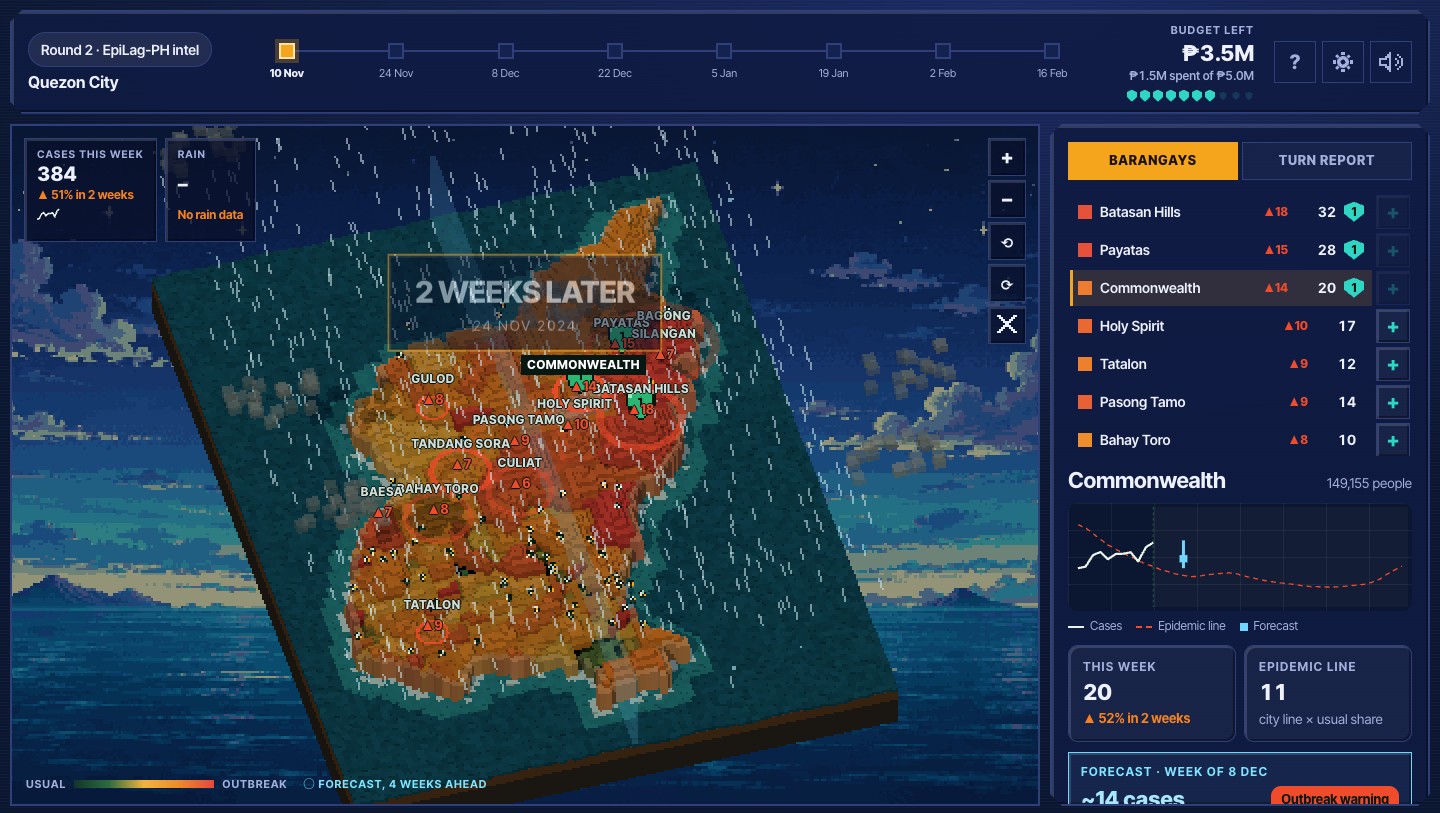 Round 2 · EpiLag-PH intel
Quezon City
10 Nov
24 Nov
8 Dec
22 Dec
5 Jan
19 Jan
2 Feb
16 Feb
BUDGET LEFT
₱3.5M
₱1.5M spent of ₱5.0M
?
CASES THIS WEEK
384
▲ 51% in 2 weeks
RAIN
–
No rain data
+
−
2 WEEKS LATER
24 NOV 2024
BAGONG
SILANGAN
▲7
PAYATAS
▲15
COMMONWEALTH
▲14
BATASAN HILLS
▲18
GULOD
▲8
HOLY SPIRIT
▲10
PASONG TAMO
▲9
TANDANG SORA
▲7
CULIAT
▲6
BAESA
▲7
BAHAY TORO
▲8
TATALON
▲9
USUAL
OUTBREAK
FORECAST, 4 WEEKS AHEAD
BARANGAYS
TURN REPORT
Batasan Hills ▲18 32 1 +
Payatas ▲15 28 1 +
Commonwealth ▲14 20 1 +
Holy Spirit ▲10 17 +
Tatalon ▲9 12 +
Pasong Tamo ▲9 14 +
Bahay Toro ▲8 10 +
Commonwealth
149,155 people
Cases
Epidemic line
Forecast
THIS WEEK
20
▲ 52% in 2 weeks
EPIDEMIC LINE
11
city line × usual share
FORECAST · WEEK OF 8 DEC
~14 cases
Outbreak warning